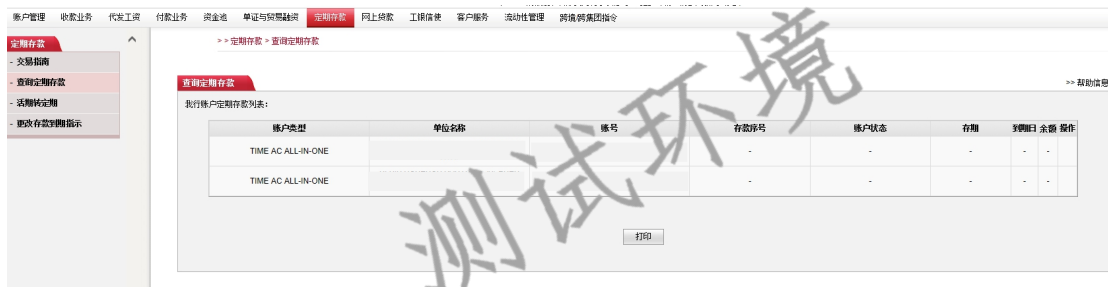 账户管理 收款业务 代发工资 付款业务 资金池 单证与贸易融资 定期存款 网上贷款 工银信使 客户服务 流动性管理 跨境/跨集团指令
定期存款
- 交易指南
- 查询定期存款
- 活期转定期
- 更改存款到期指示
> > 定期存款 > 查询定期存款
查询定期存款
>> 帮助信息
我行账户定期存款列表：
账户类型 单位名称 账号 存款序号 账户状态 存期 到期日 余额 操作
TIME AC ALL-IN-ONE - - - - -
TIME AC ALL-IN-ONE - - - - -
打印
测试环境